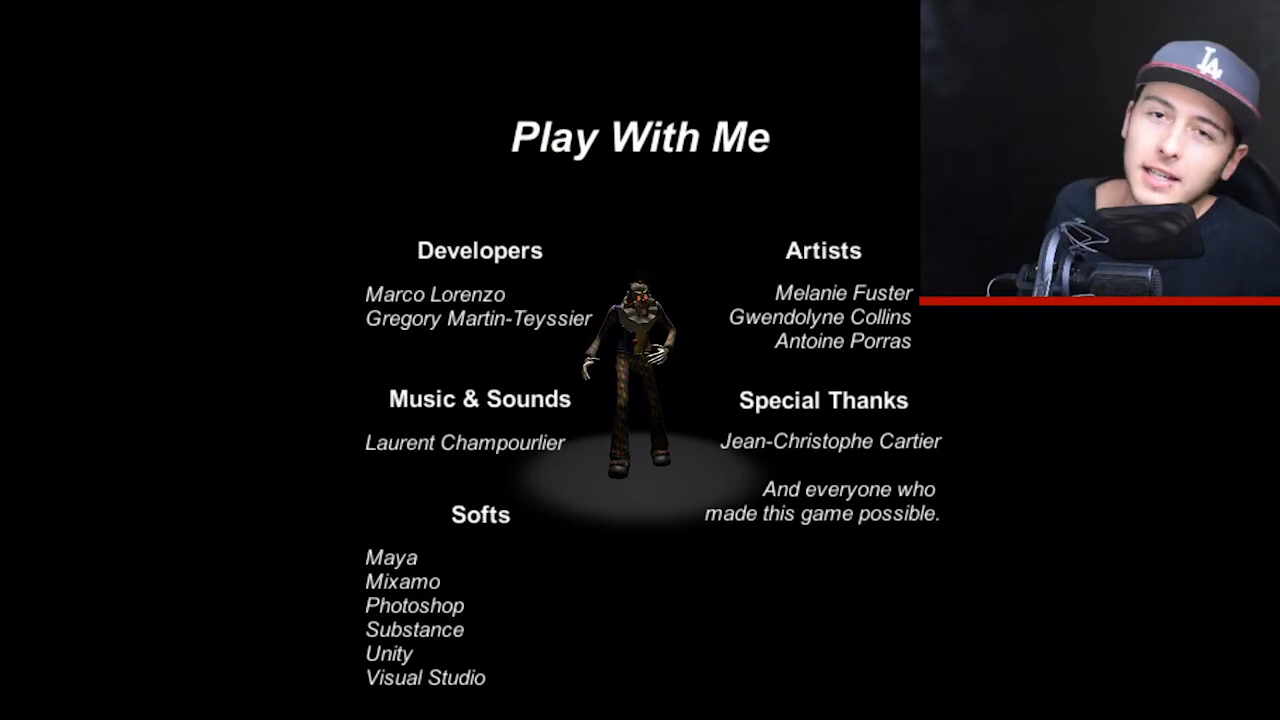 Play With Me
Developers
Marco Lorenzo
Gregory Martin-Teyssier
Artists
Melanie Fuster
Gwendolyne Collins
Antoine Porras
Music & Sounds
Laurent Champourlier
Special Thanks
Jean-Christophe Cartier
And everyone who
made this game possible.
Softs
Maya
Mixamo
Photoshop
Substance
Unity
Visual Studio
LA